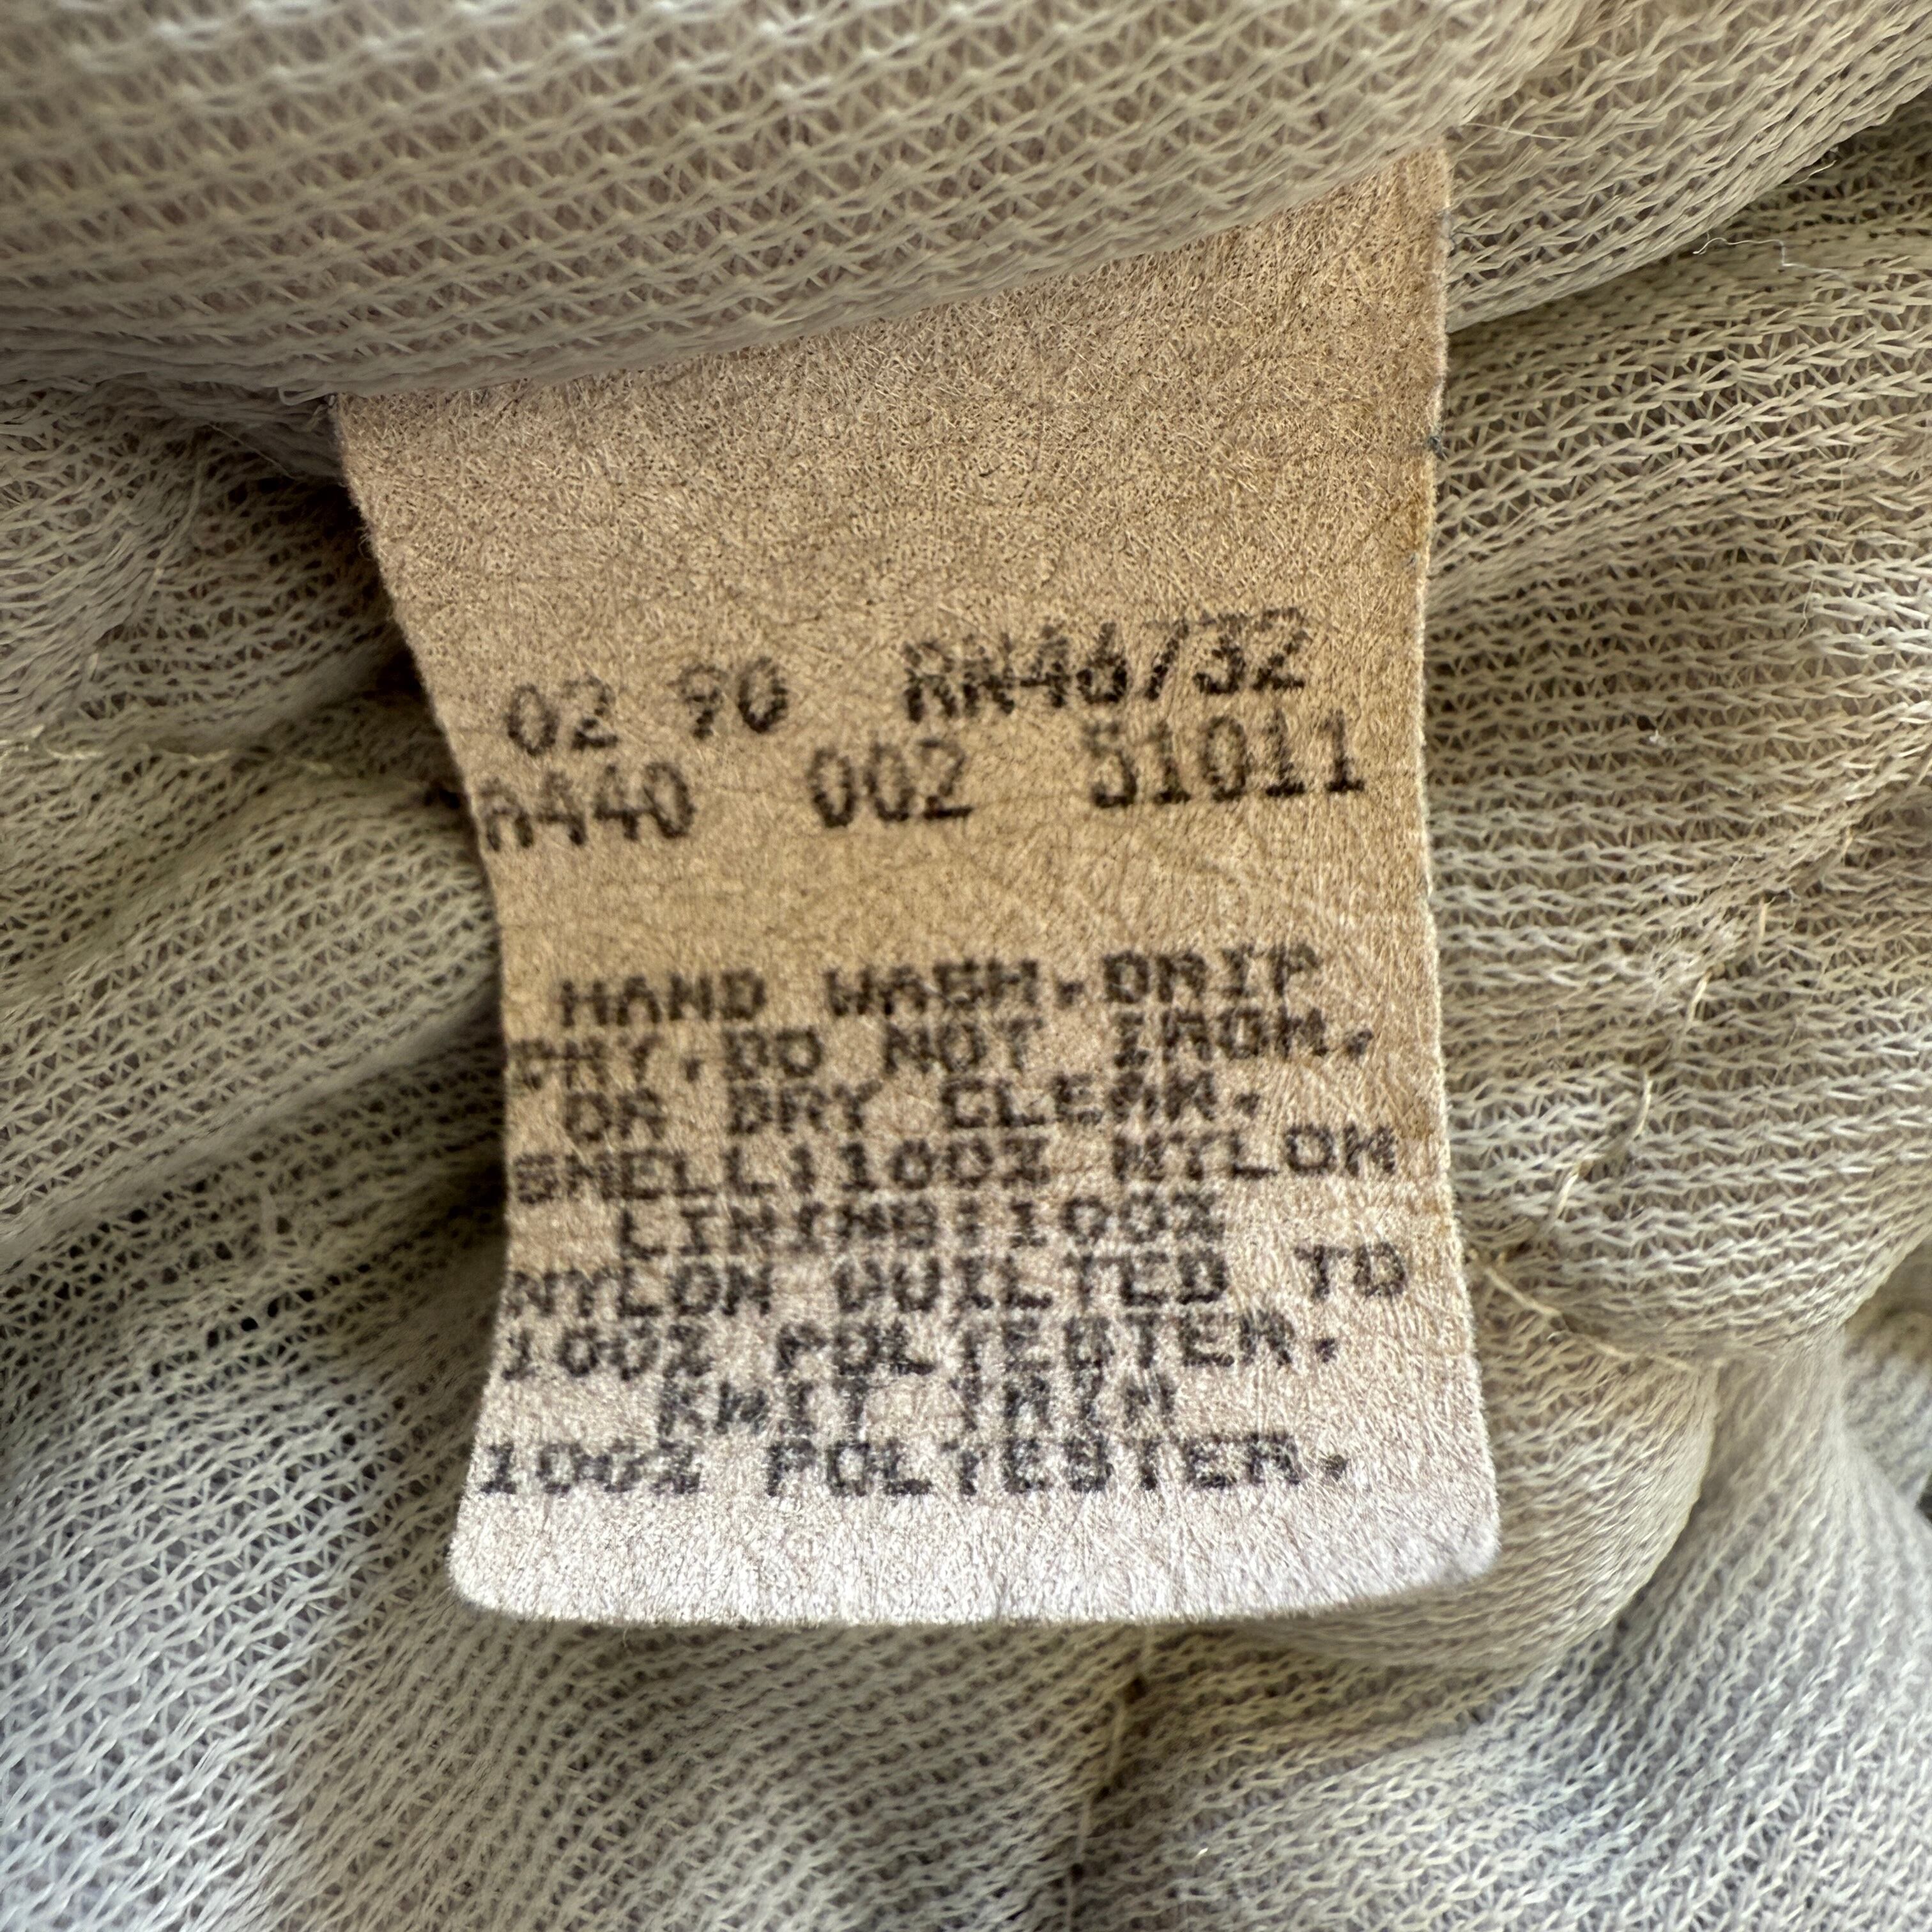 02 90 RN46732
A440 002 51011
HAND WASH.DRIP
DRY.DO NOT IRON.
OR DRY CLEAN.
SHELL:100% NYLON
LINING:100%
NYLON QUILTED TO
100% POLYESTER.
KNIT TRIM
100% POLYESTER.